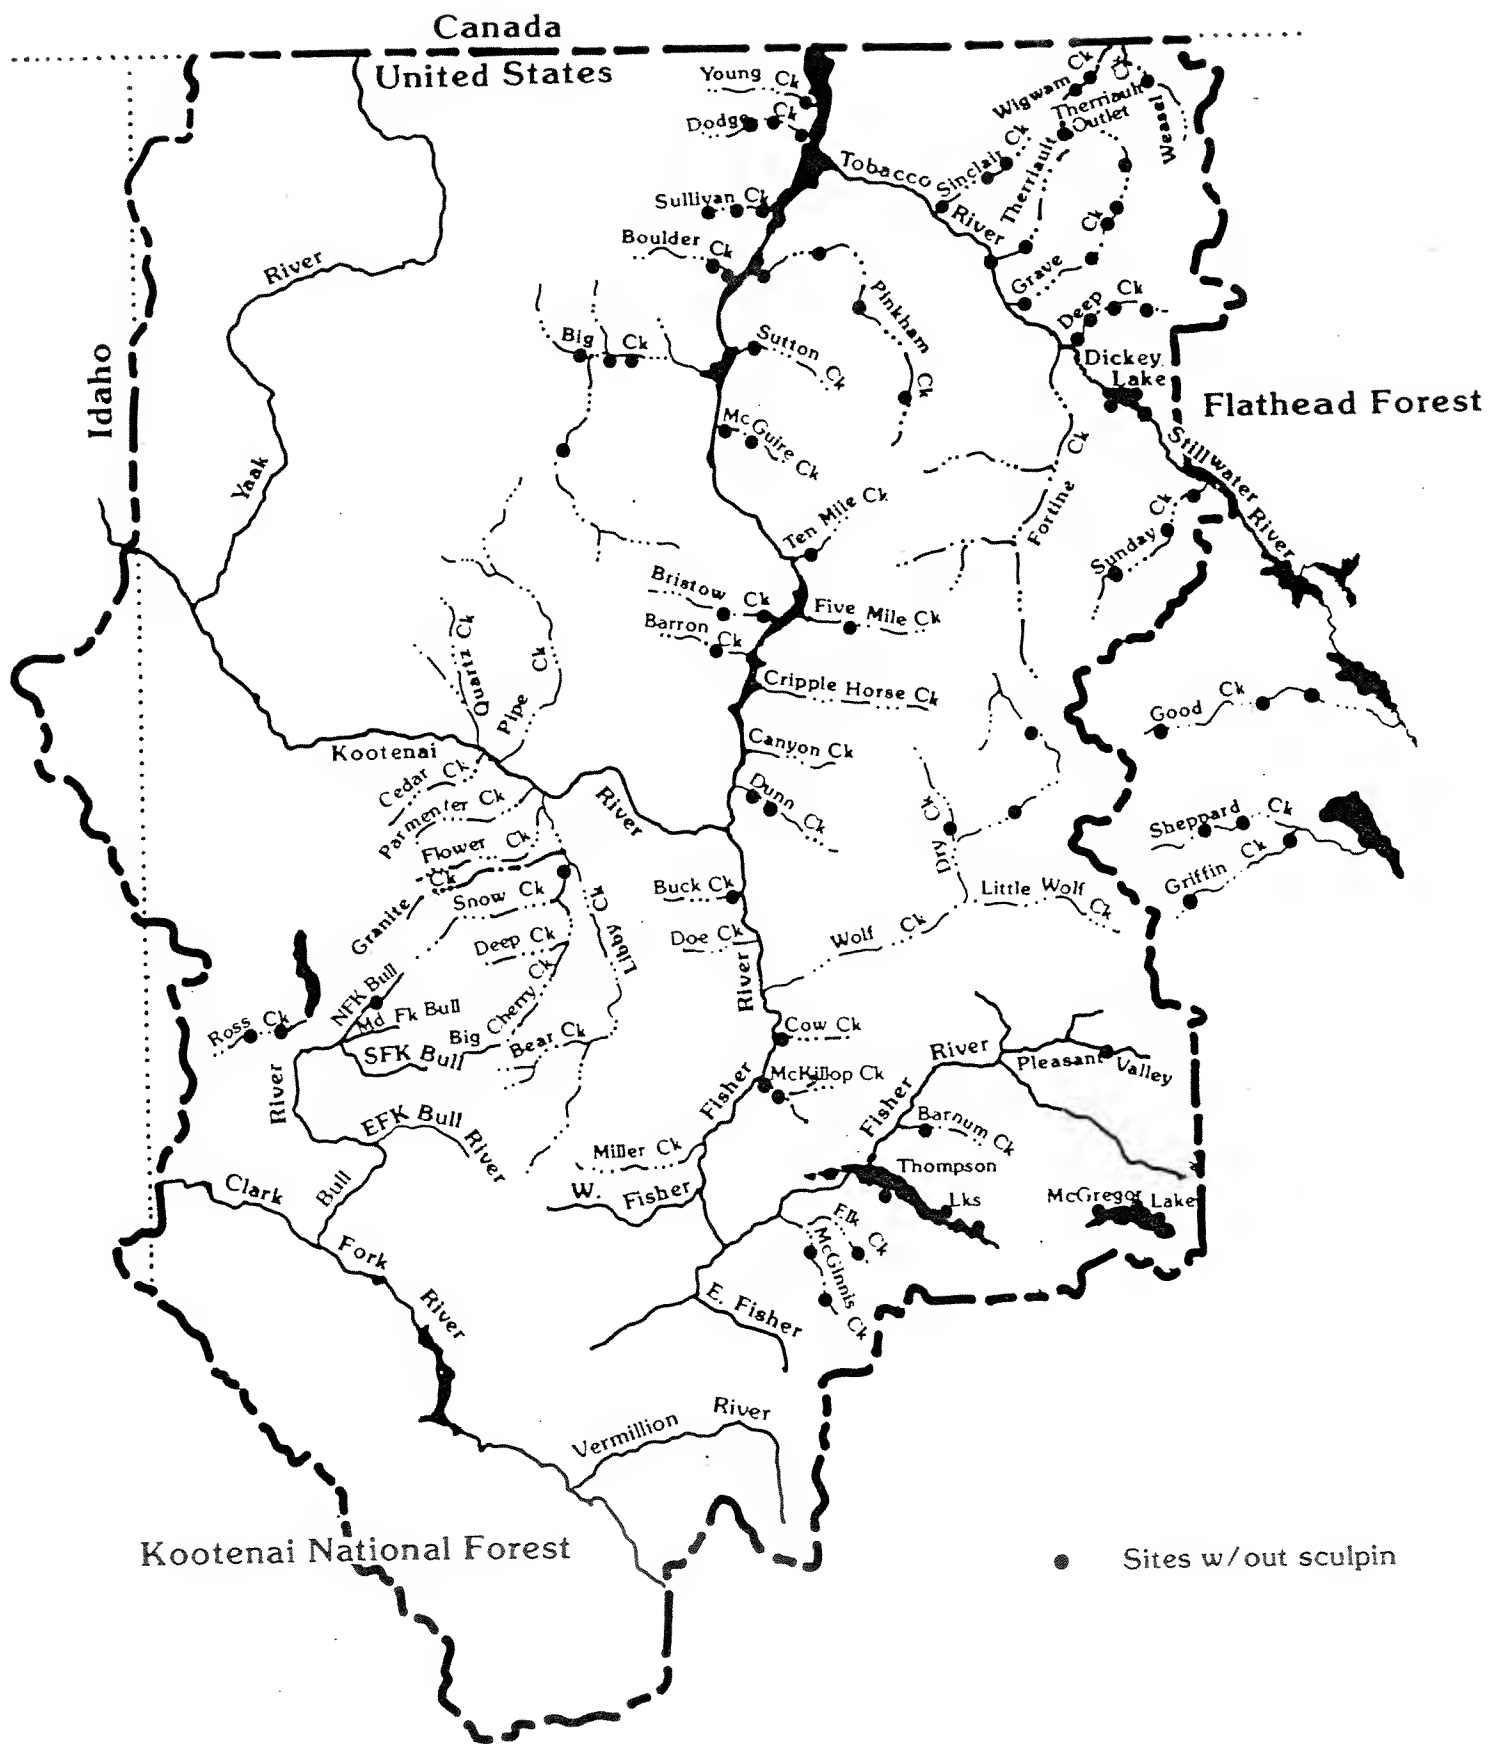 Canada
United States
Young Ck
Dodge Ck
Wigwam Ck
Ck
Therriault
Outlet
Weasel
Tobacco
River
Sinclair Ck
Therriault
Sullivan Ck
Boulder Ck
River
Grave Ck
Deep Ck
Pinkham Ck
Big Ck
Sutton Ck
Dickey
Lake
Idaho
Flathead Forest
McGuire Ck
Ck
Fortine
Stillwater
River
Yaak
Ten Mile Ck
Sunday Ck
Bristow Ck
Five Mile Ck
Barron Ck
Quartz Ck
Pipe Ck
Cripple Horse Ck
Good Ck
Kootenai
River
Canyon Ck
Cedar Ck
Parmenter Ck
Dunn Ck
Dry Ck
Sheppard Ck
Flower Ck
Griffin Ck
Granite Ck
Snow Ck
Libby Ck
Buck Ck
Little Wolf Ck
Deep Ck
Doe Ck
Wolf Ck
River
NFK Bull
Ross Ck
Md Fk Bull
Big Cherry Ck
Bear Ck
Cow Ck
SFK Bull
River
Pleasant Valley
McKillop Ck
Fisher
Fisher
River
EFK Bull
River
Barnum Ck
Miller Ck
Thompson
Lks
Clark
Bull
W. Fisher
McGregor Lake
Elk Ck
McGinnis Ck
Fork
River
E. Fisher
Vermillion River
Kootenai National Forest
Sites w/out sculpin